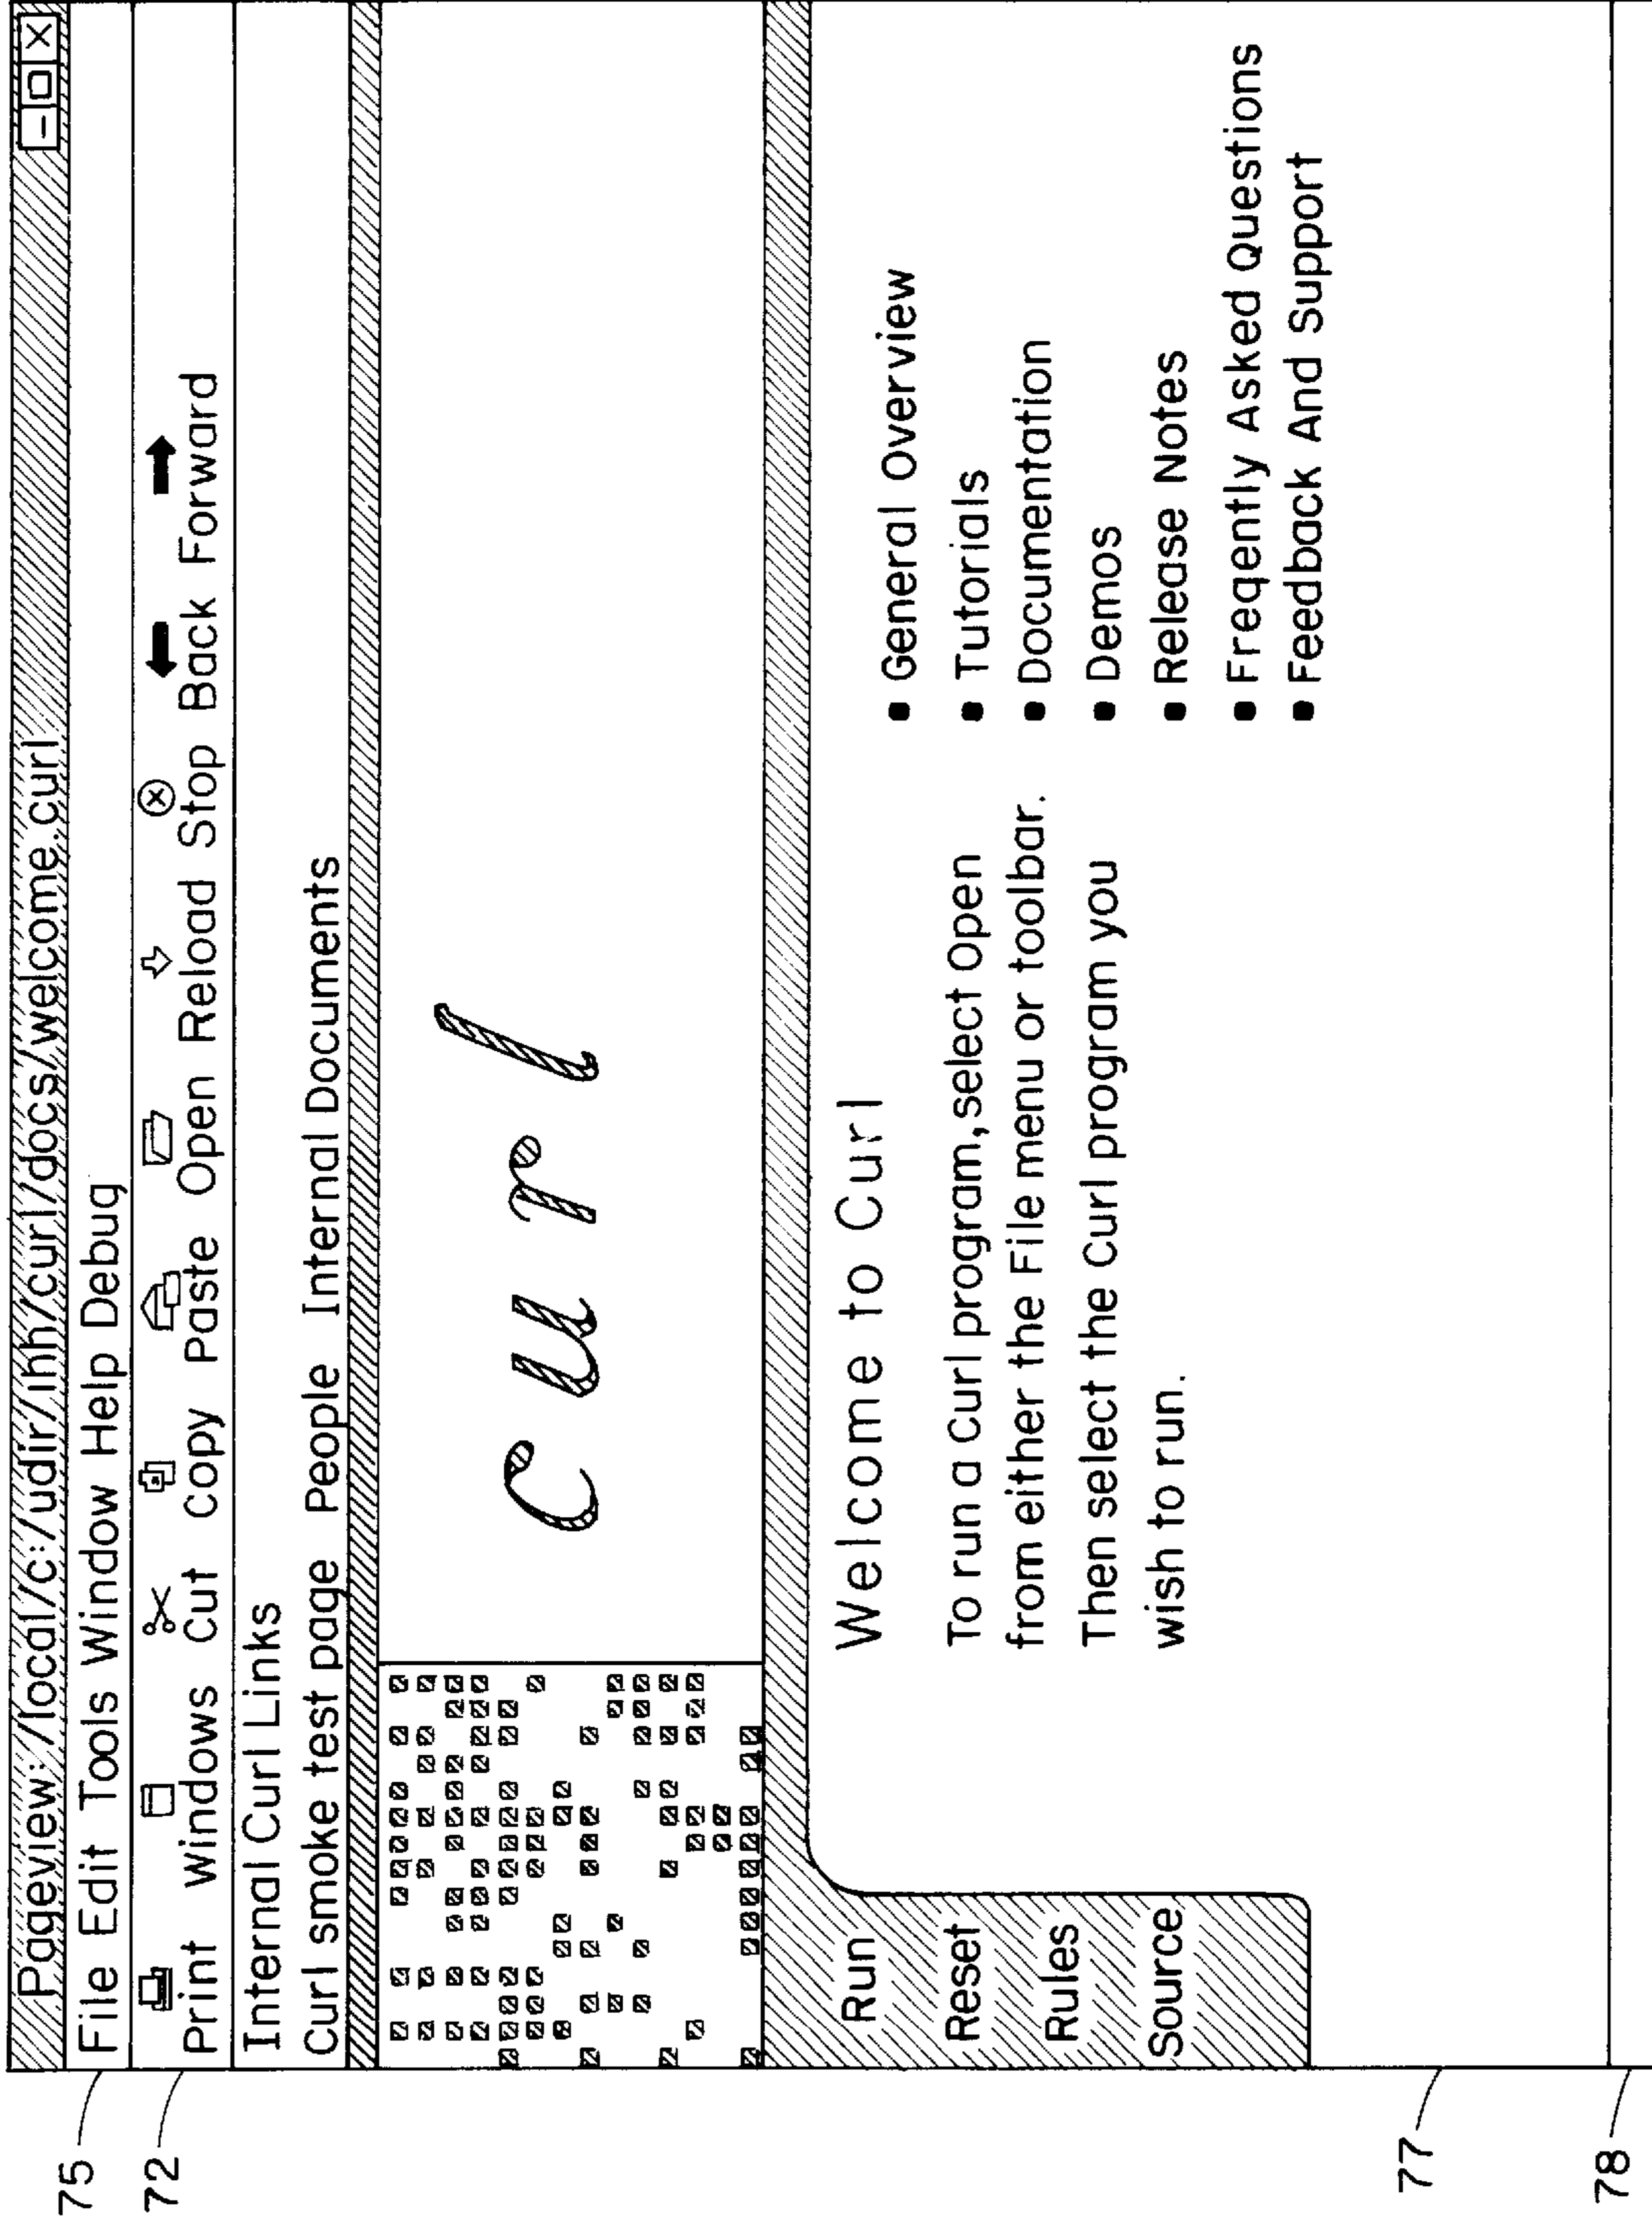 Pageview:/local/c:/udir/ihh/curl/docs/welcome.curl
75
File Edit Tools Window Help Debug
72
Print Windows Cut Copy Paste Open Reload Stop Back Forward
Internal Curl Links
Curl smoke test page People Internal Documents
Curl
Run
Reset
Rules
Source
Welcome to Curl
To run a Curl program, select Open
from either the File menu or toolbar.
Then select the Curl program you
wish to run.
• General Overview
• Tutorials
• Documentation
• Demos
• Release Notes
• Freqently Asked Questions
• Feedback And Support
77
78